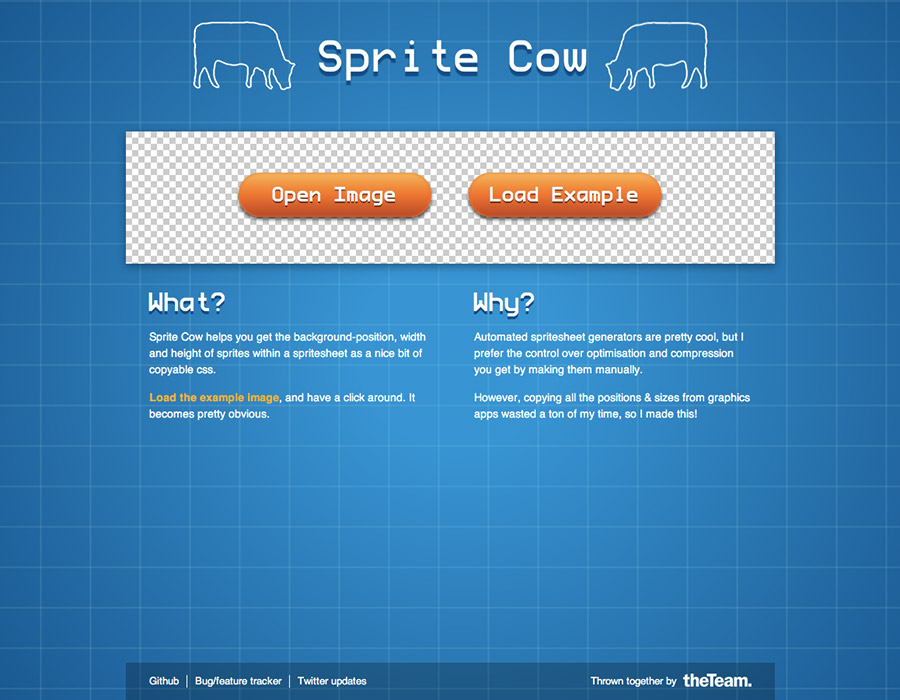 Sprite Cow
Open Image
Load Example
What?
Sprite Cow helps you get the background-position, width
and height of sprites within a spritesheet as a nice bit of
copyable css.
Load the example image, and have a click around. It
becomes pretty obvious.
Why?
Automated spritesheet generators are pretty cool, but I
prefer the control over optimisation and compression
you get by making them manually.
However, copying all the positions & sizes from graphics
apps wasted a ton of my time, so I made this!
Github
Bug/feature tracker
Twitter updates
Thrown together by theTeam.